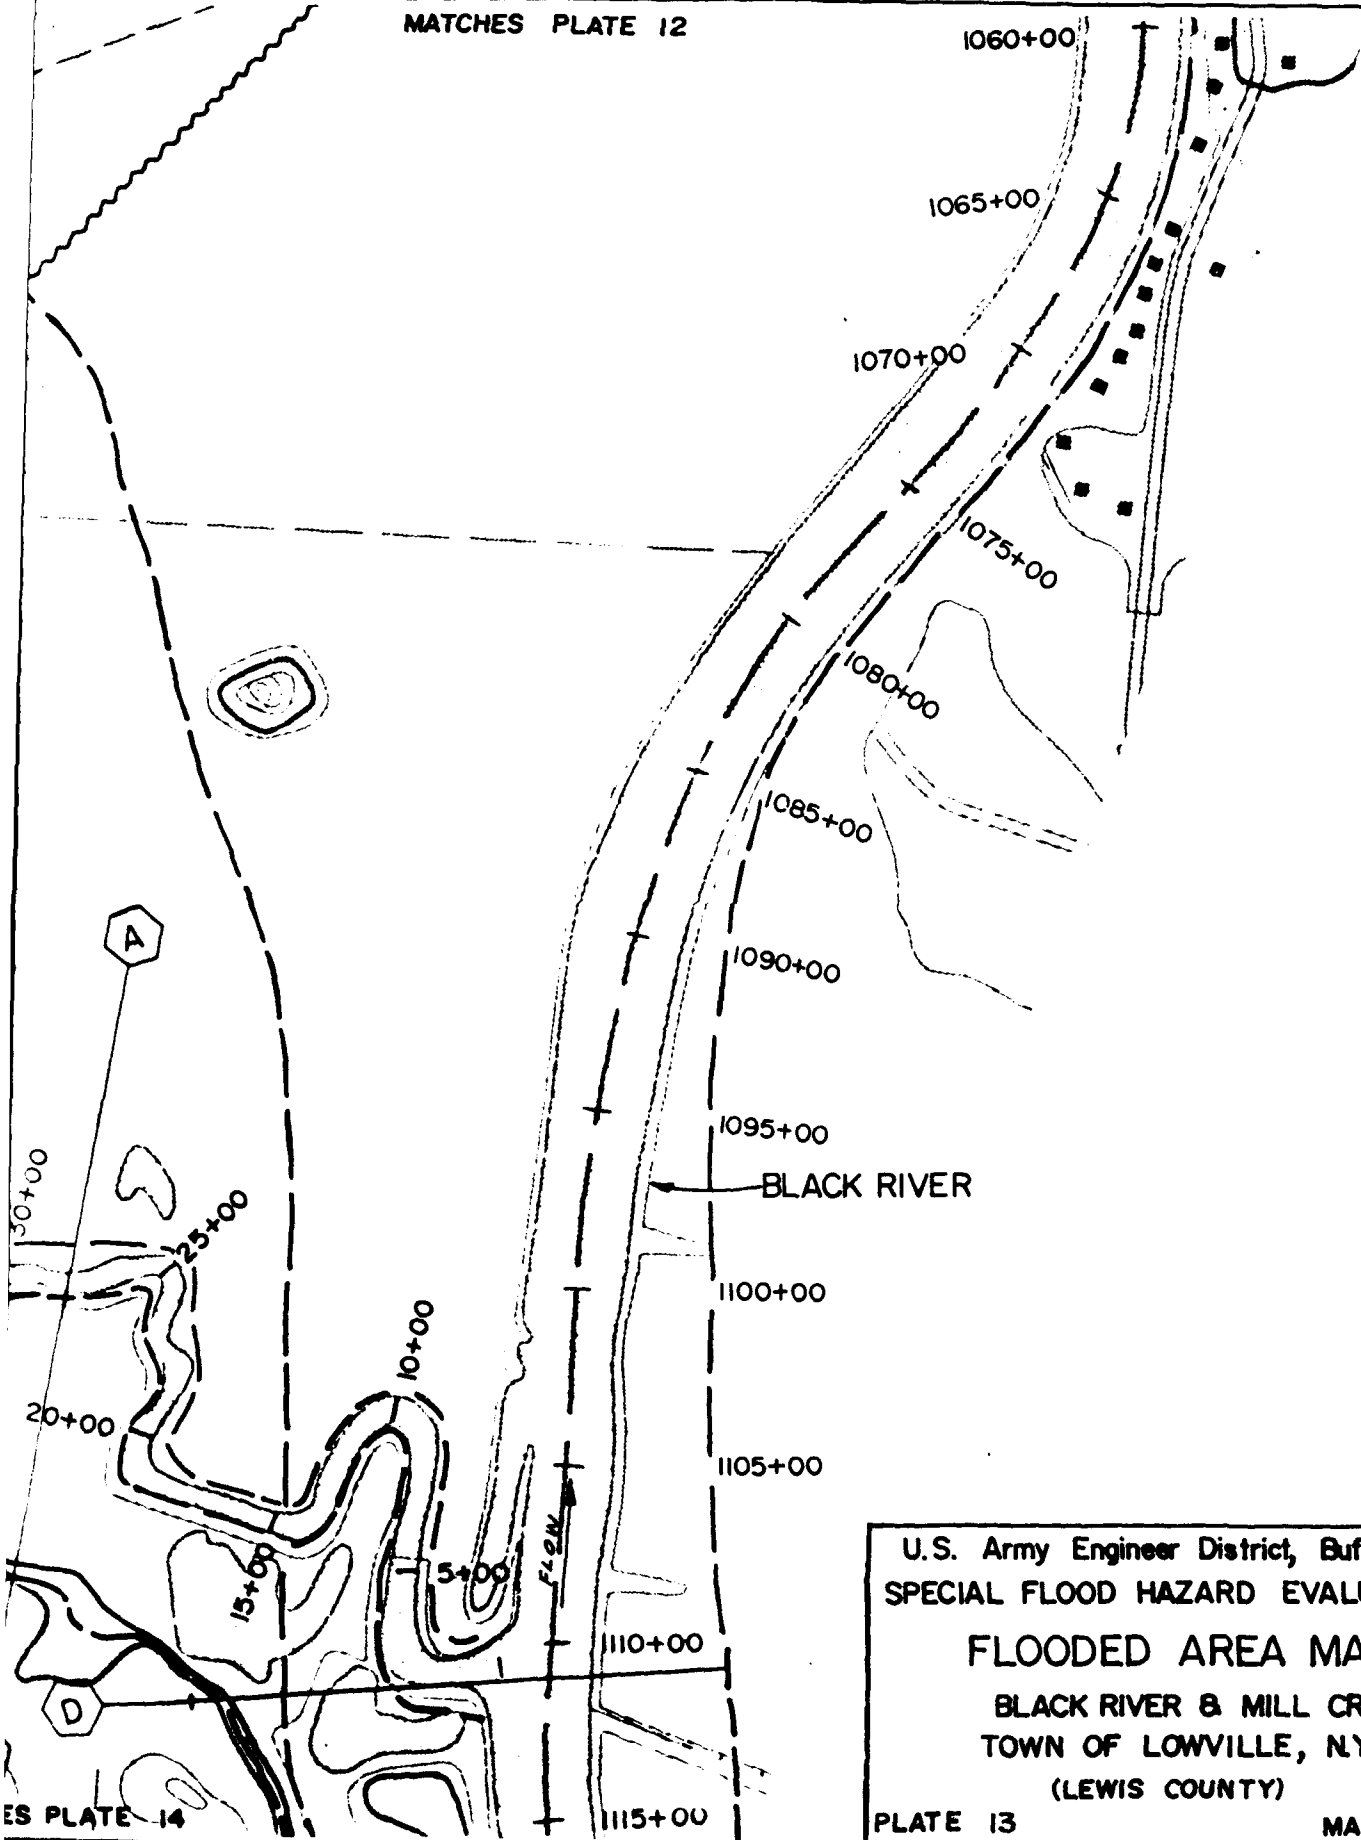 MATCHES PLATE 12
1060+00
1065+00
1070+00
1075+00
1080+00
1085+00
A
1090+00
1095+00
30+00
BLACK RIVER
25+00
1100+00
10+00
20+00
1105+00
FLOW
5+00
15+00
1110+00
D
ES PLATE 14
1115+00
U.S. Army Engineer District, Buf
SPECIAL FLOOD HAZARD EVALU
FLOODED AREA MA
BLACK RIVER & MILL CR
TOWN OF LOWVILLE, N.Y
(LEWIS COUNTY)
PLATE 13 MA